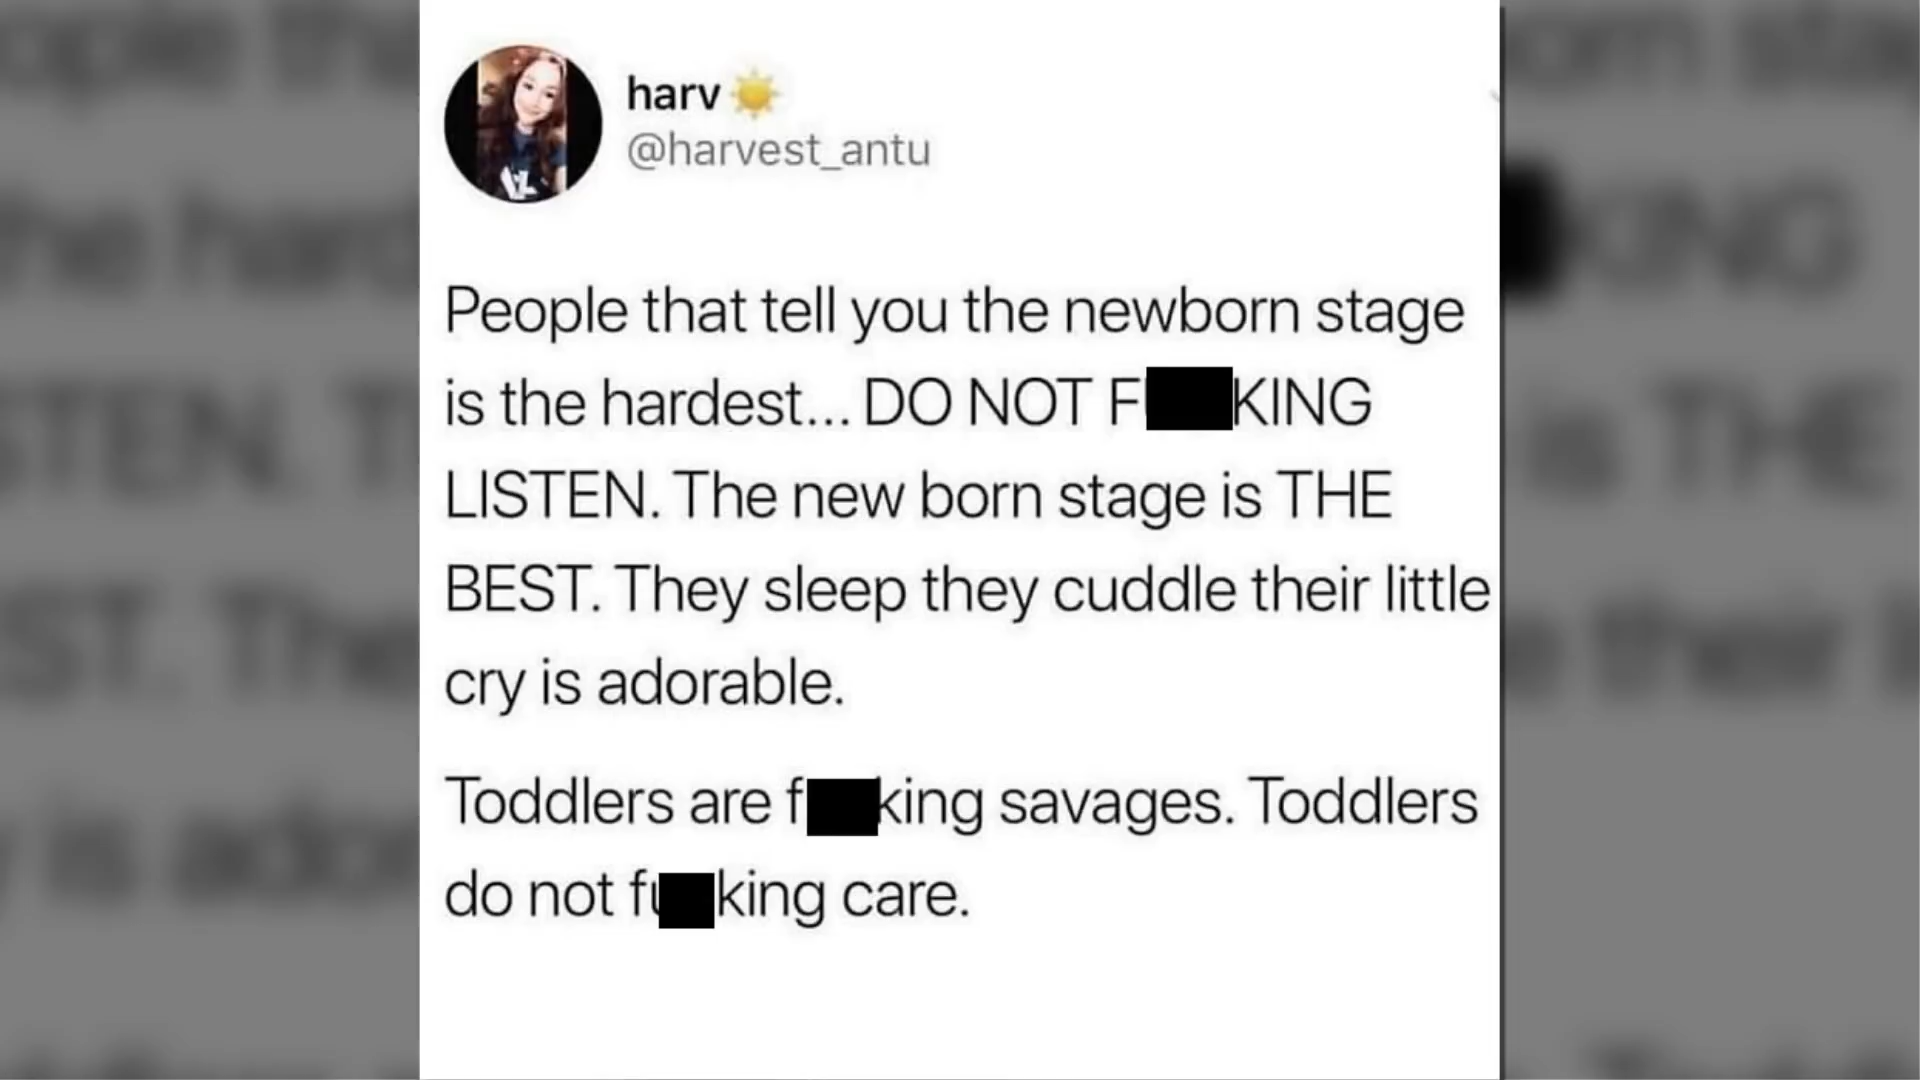 harv
@harvest_antu
People that tell you the newborn stage
is the hardest... DO NOT F KING
LISTEN. The new born stage is THE
BEST. They sleep they cuddle their little
cry is adorable.
Toddlers are f king savages. Toddlers
do not fu king care.